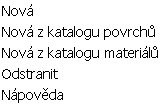 Nová
Nová z katalogu povrchů
Nová z katalogu materiálů
Odstranit
Nápověda